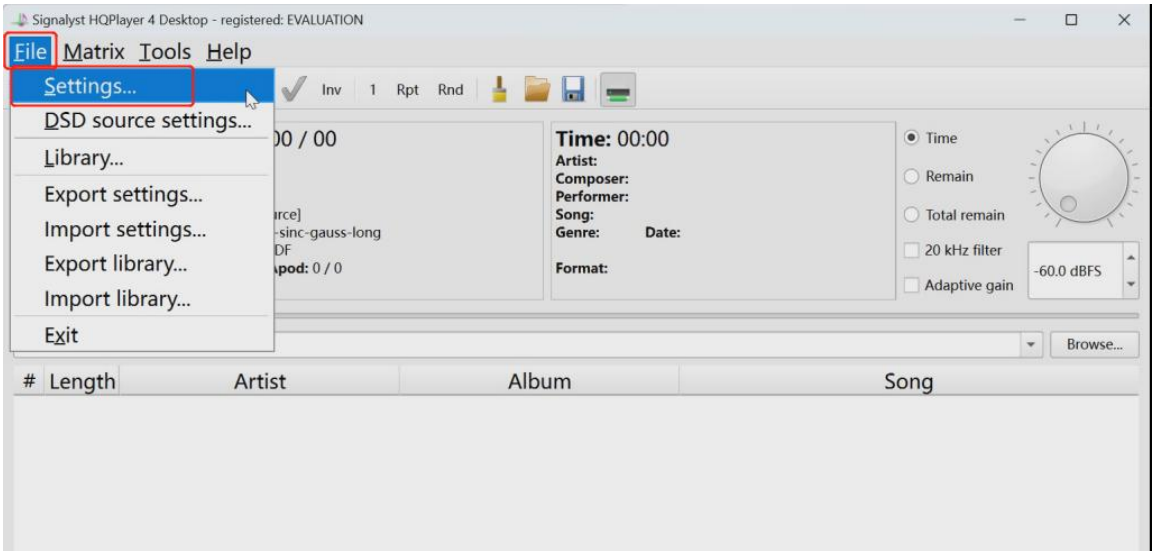 Signalyst HQPlayer 4 Desktop - registered: EVALUATION
File Matrix Tools Help
Settings...
Inv 1 Rpt Rnd
DSD source settings...
Library...
Export settings...
Import settings...
Export library...
Import library...
Exit
00 / 00
urce]
-sinc-gauss-long
DF
Apod: 0 / 0
Time: 00:00
Artist:
Composer:
Performer:
Song:
Genre: Date:
Format:
Time
Remain
Total remain
20 kHz filter
Adaptive gain
-60.0 dBFS
Browse...
# Length Artist Album Song